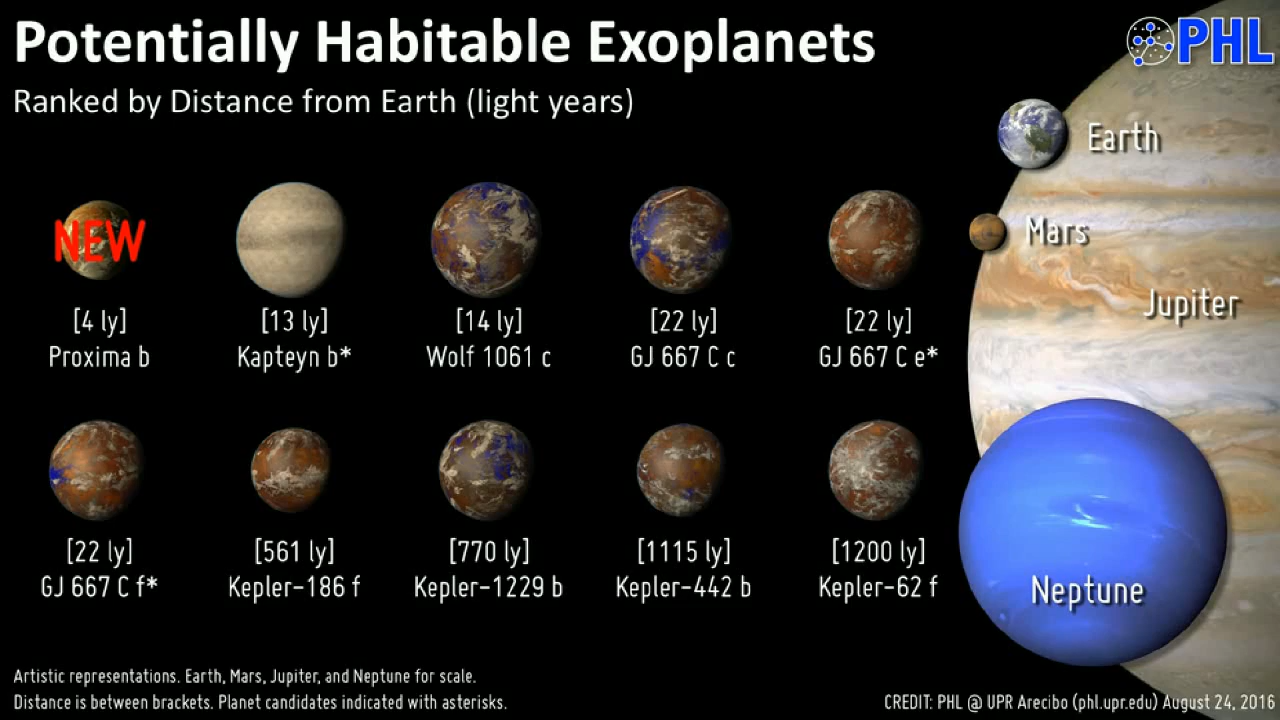 Potentially Habitable Exoplanets
PHL
Ranked by Distance from Earth (light years)
Earth
Mars
Jupiter
Neptune
NEW
[4 ly]
Proxima b
[13 ly]
Kapteyn b*
[14 ly]
Wolf 1061 c
[22 ly]
GJ 667 C c
[22 ly]
GJ 667 C e*
[22 ly]
GJ 667 C f*
[561 ly]
Kepler-186 f
[770 ly]
Kepler-1229 b
[1115 ly]
Kepler-442 b
[1200 ly]
Kepler-62 f
Artistic representations. Earth, Mars, Jupiter, and Neptune for scale.
Distance is between brackets. Planet candidates indicated with asterisks.
CREDIT: PHL @ UPR Arecibo (phl.upr.edu) August 24, 2016